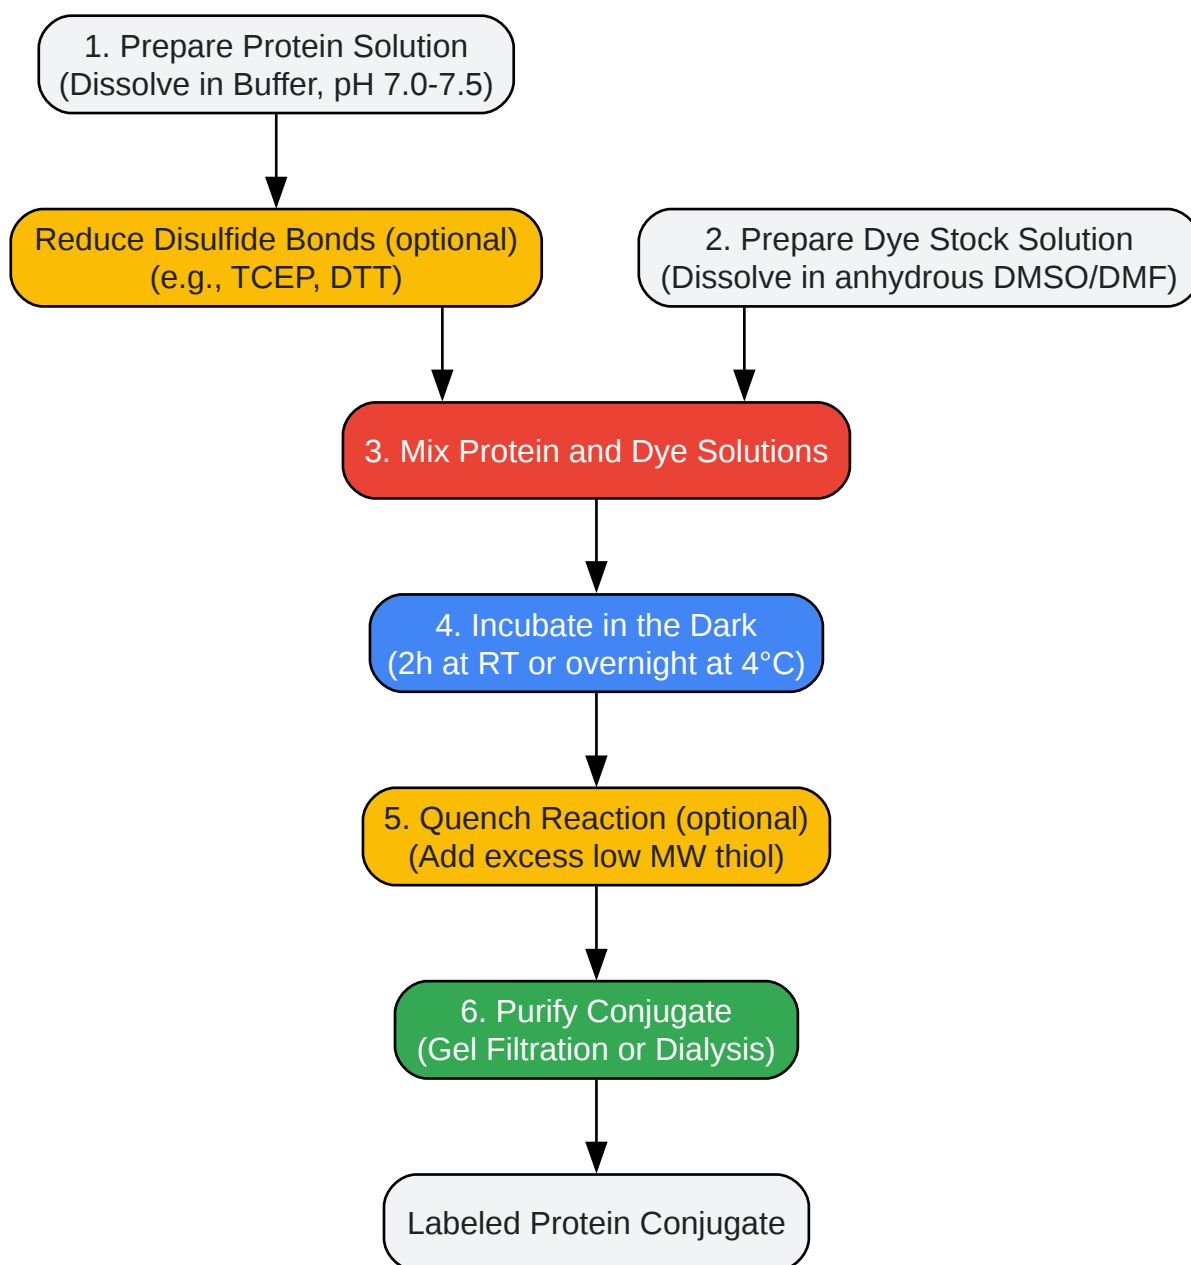 1. Prepare Protein Solution
(Dissolve in Buffer, pH 7.0-7.5)
Reduce Disulfide Bonds (optional)
(e.g., TCEP, DTT)
2. Prepare Dye Stock Solution
(Dissolve in anhydrous DMSO/DMF)
3. Mix Protein and Dye Solutions
4. Incubate in the Dark
(2h at RT or overnight at 4°C)
5. Quench Reaction (optional)
(Add excess low MW thiol)
6. Purify Conjugate
(Gel Filtration or Dialysis)
Labeled Protein Conjugate